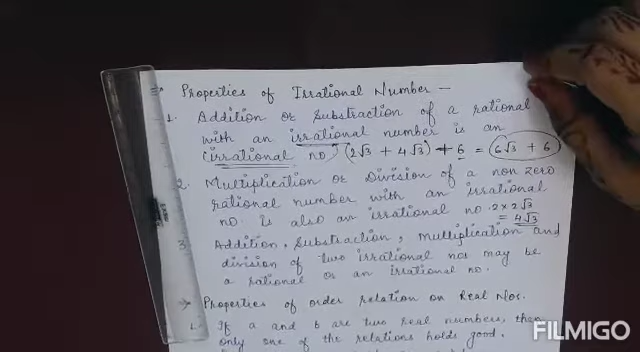 Properties of Irrational Number -
1. Addition or Substraction of a rational
with an irrational number is an
(irrational no) (2√3 + 4√3) + 6 = 6√3 + 6
2. Multiplication or Division of a non zero
rational number with an irrational
no. is also an irrational no. 2 × 2√3
= 4√3
3. Addition, Substraction, multiplication and
division of two irrational nos may be
a rational or an irrational no.
→ Properties of order relation on Real Nos.
1. If a and b are two real numbers, then
only one of the relations holds good.
FILMIGO